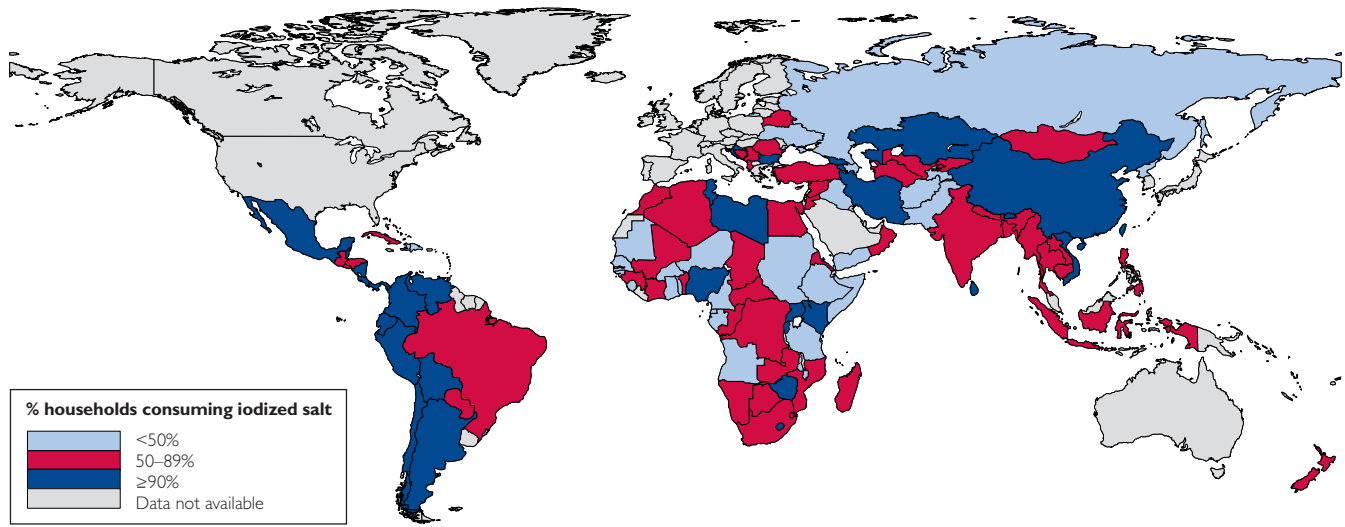 % households consuming iodized salt
<50%
50–89%
≥90%
Data not available